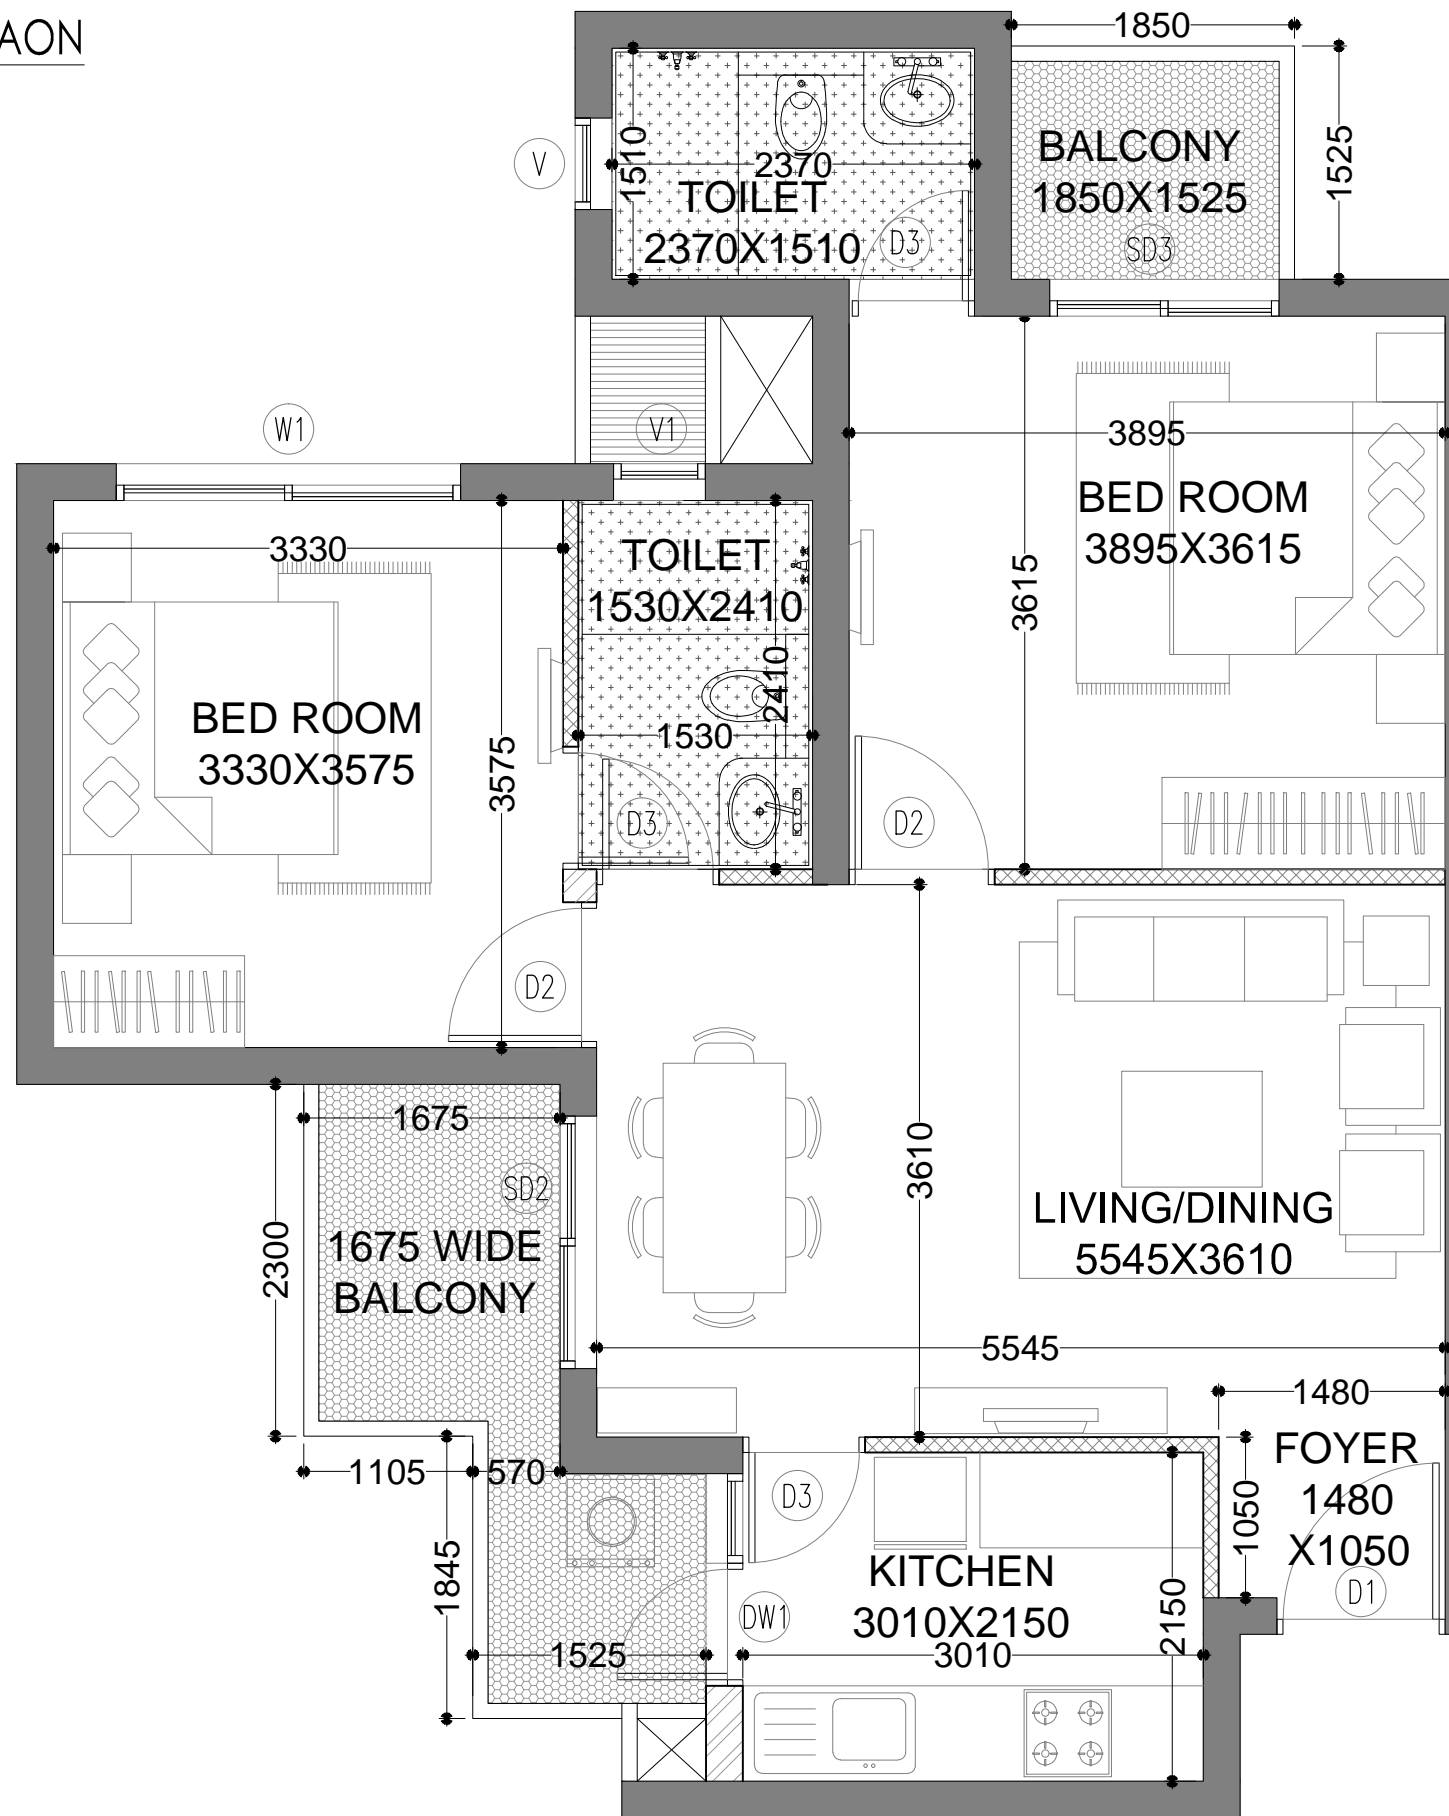 AON
1850
1525
BALCONY
1850X1525
SD3
V
1510
2370
TOILET
2370X1510
D3
W1
V1
3895
BED ROOM
3895X3615
3615
3330
TOILET
1530X2410
2410
1530
BED ROOM
3330X3575
3575
D3
D2
D2
1675
SD2
2300
1675 WIDE
BALCONY
3610
LIVING/DINING
5545X3610
5545
1480
FOYER
1480
X1050
1050
D1
1105
570
1845
1525
D3
KITCHEN
3010X2150
3010
2150
DW1